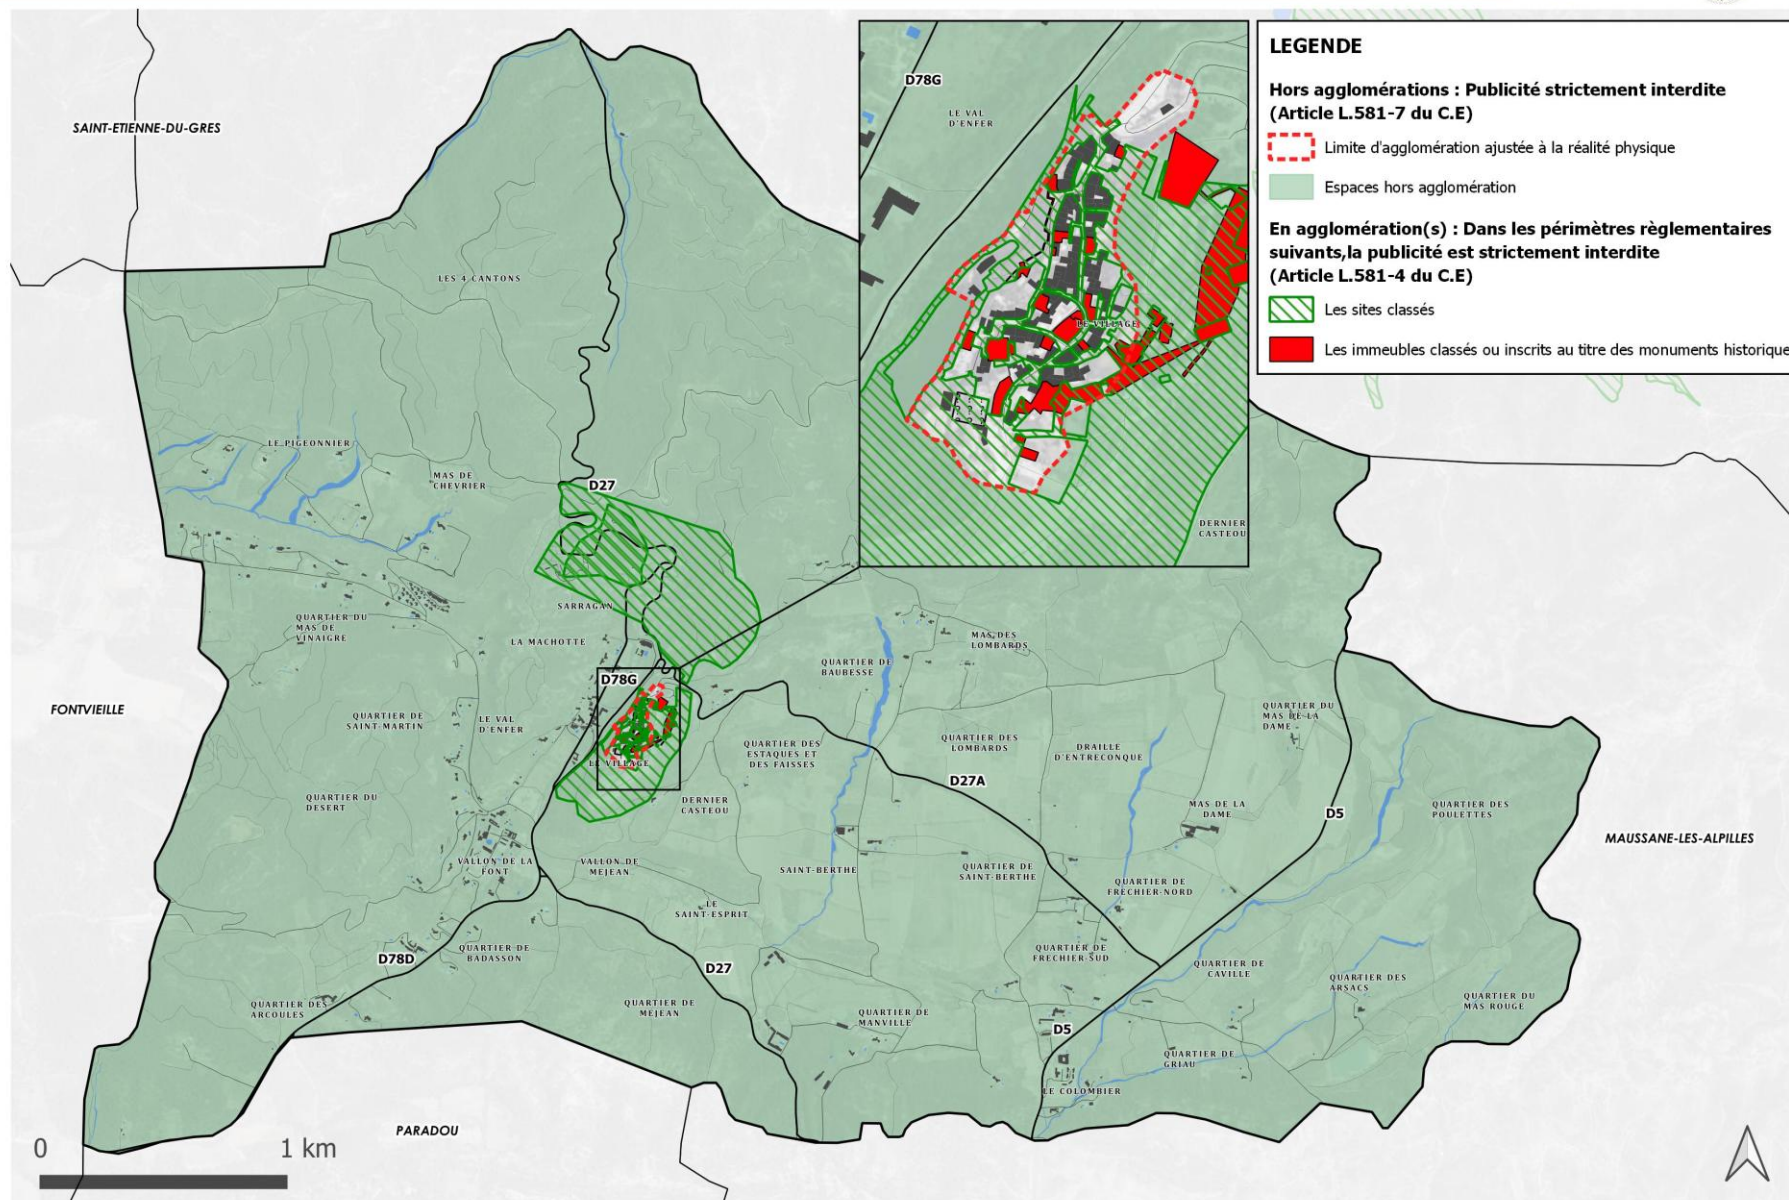 SAINT-ETIENNE-DU-GRES
LES 4 CANTONS
LE PIGEONNIER
MAS DE
CHEVRIER
D27
SARRAGAN
QUARTIER DU
MAS DE
VINAIGRE
LA MACHOTTE
D78G
FONTVIEILLE
QUARTIER DE
SAINT-MARTIN
LE VAL
D'ENFER
LE VILLAGE
QUARTIER DU
DESERT
DERNIER
CASTEOU
VALLON DE LA
FONT
VALLON DE
MEJEAN
LE
SAINT-ESPRIT
D78D
QUARTIER DE
BADASSON
D27
QUARTIER DES
ARCOULES
QUARTIER DE
MEJEAN
PARADOU
0
1 km
QUARTIER DE
BAUBESSE
MAS DES
LOMBARDS
QUARTIER DES
ESTAQUES ET
DES FAISSES
QUARTIER DES
LOMBARDS
DRAILLE
D'ENTRECONQUE
QUARTIER DU
MAS DE LA
DAME
D27A
MAS DE LA
DAME
D5
QUARTIER DES
POULETTES
MAUSSANE-LES-ALPILLES
SAINT-BERTHE
QUARTIER DE
SAINT-BERTHE
QUARTIER DE
FRECHIER-NORD
QUARTIER DE
FRECHIER-SUD
QUARTIER DE
CAVILLE
QUARTIER DES
ARSACS
QUARTIER DU
MAS ROUGE
QUARTIER DE
MANVILLE
D5
QUARTIER DE
GRIAU
LE COLOMBIER
D78G
LE VAL
D'ENFER
LE VILLAGE
DERNIER
CASTEOU
LEGENDE
Hors agglomérations : Publicité strictement interdite
(Article L.581-7 du C.E)
Limite d'agglomération ajustée à la réalité physique
Espaces hors agglomération
En agglomération(s) : Dans les périmètres règlementaires
suivants,la publicité est strictement interdite
(Article L.581-4 du C.E)
Les sites classés
Les immeubles classés ou inscrits au titre des monuments historique